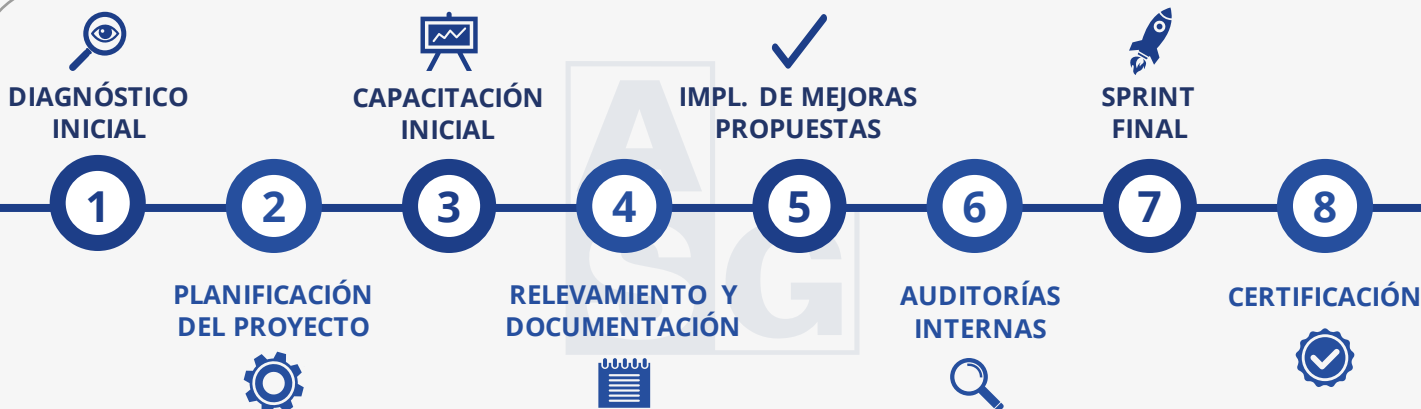 DIAGNÓSTICO
INICIAL
1
PLANIFICACIÓN
DEL PROYECTO
2
CAPACITACIÓN
INICIAL
3
RELEVAMIENTO Y
DOCUMENTACIÓN
4
IMPL. DE MEJORAS
PROPUESTAS
5
AUDITORÍAS
INTERNAS
6
SPRINT
FINAL
7
CERTIFICACIÓN
8
A
S G